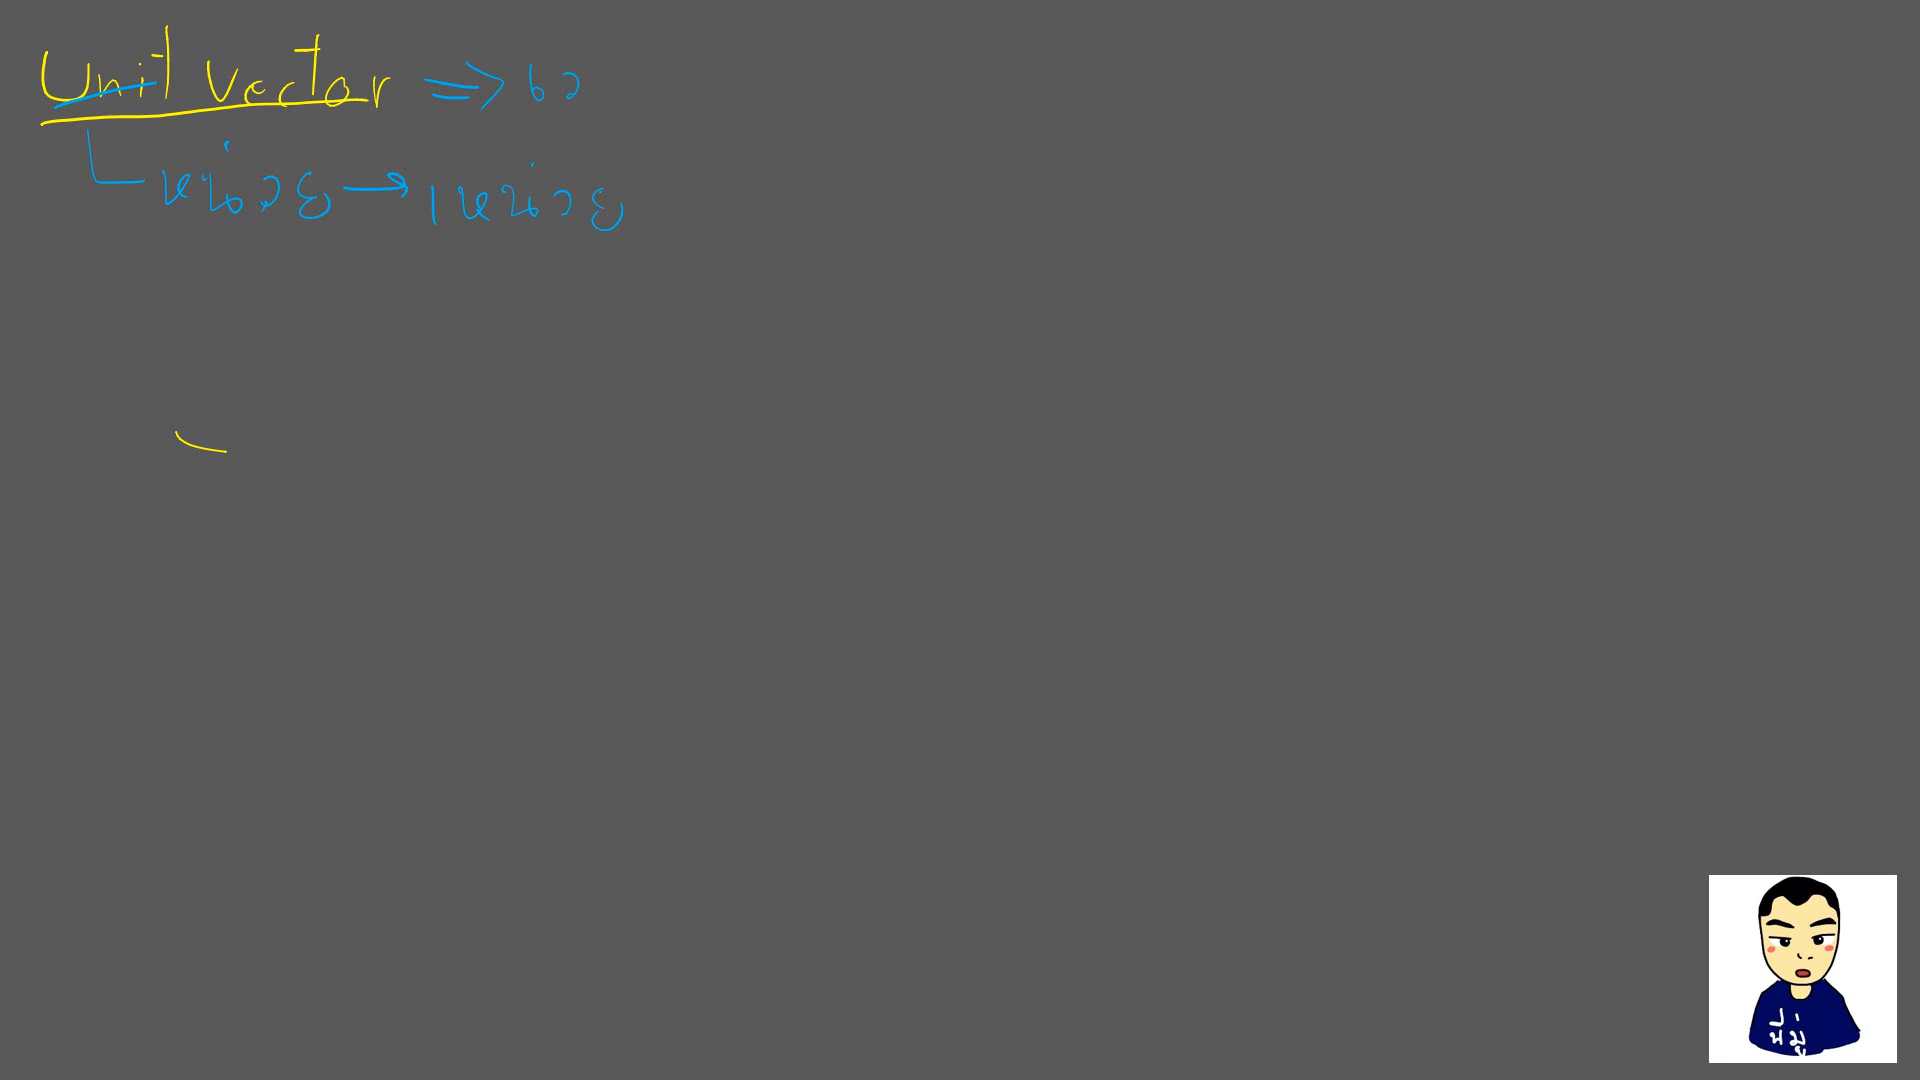 Unit Vector => เว
หน่วย → 1 หน่วย
พี่มู